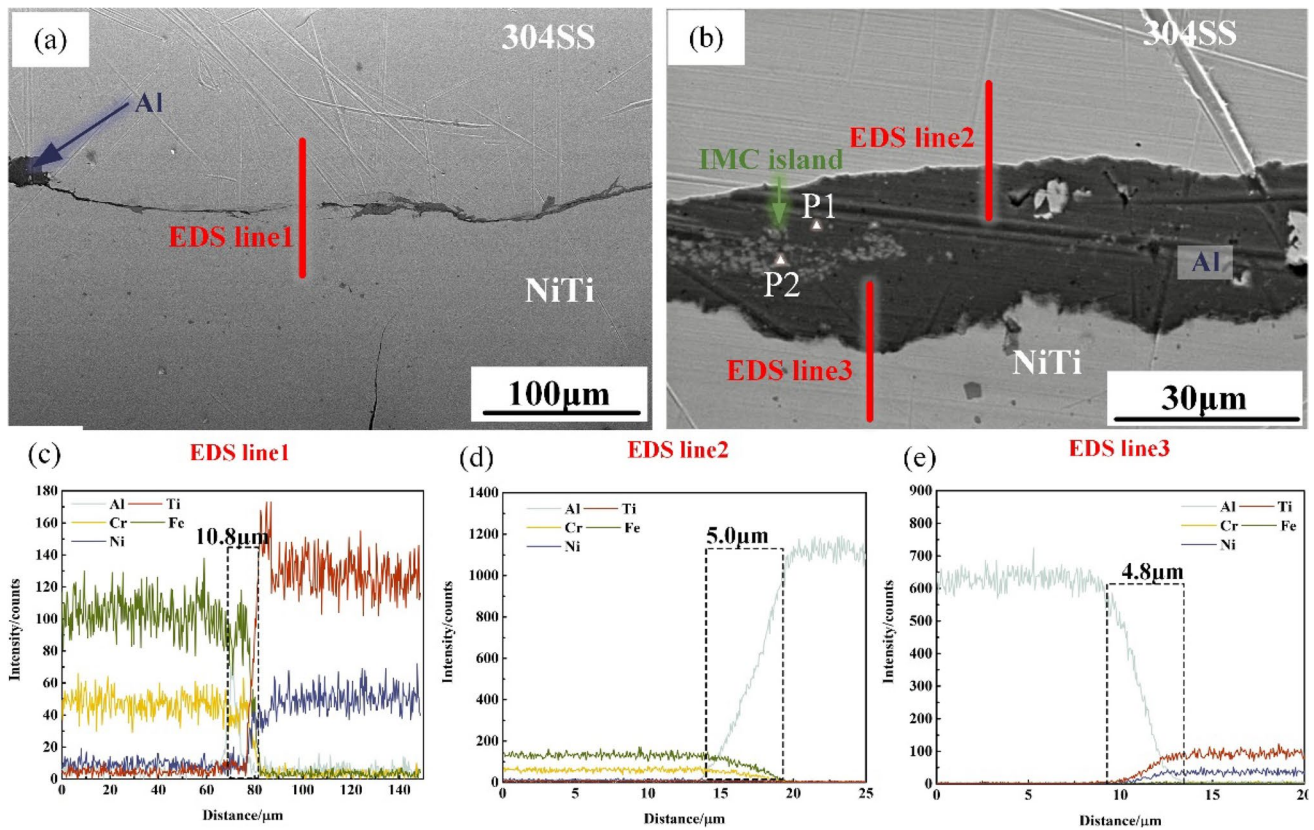 (a)
304SS
Al
EDS line1
NiTi
100μm
(b)
304SS
EDS line2
IMC island
P1
Al
P2
EDS line3
NiTi
30μm
(c)
EDS line1
180
160
140
120
100
80
60
40
20
0
Intensity/counts
Al
Ti
Cr
Fe
Ni
10.8μm
0
20
40
60
80
100
120
140
Distance/μm
(d)
EDS line2
1400
1200
1000
800
600
400
200
0
Intensity/counts
Al
Ti
Cr
Fe
Ni
5.0μm
0
5
10
15
20
25
Distance/μm
(e)
EDS line3
900
800
700
600
500
400
300
200
100
0
Intensity/counts
Al
Ti
Cr
Fe
Ni
4.8μm
0
5
10
15
20
Distance/μm